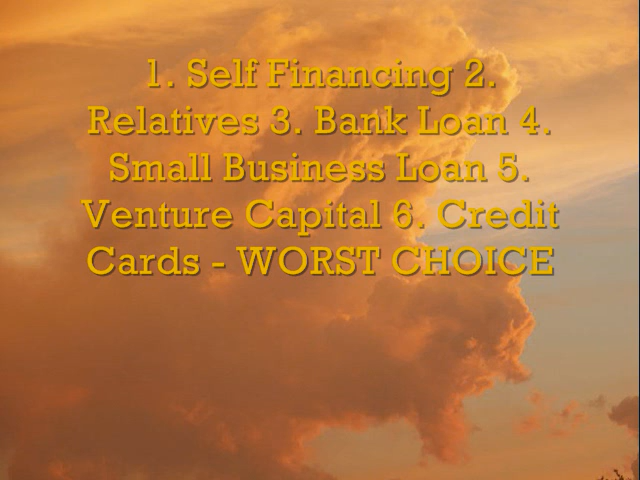 1. Self Financing 2.
Relatives 3. Bank Loan 4.
Small Business Loan 5.
Venture Capital 6. Credit
Cards - WORST CHOICE